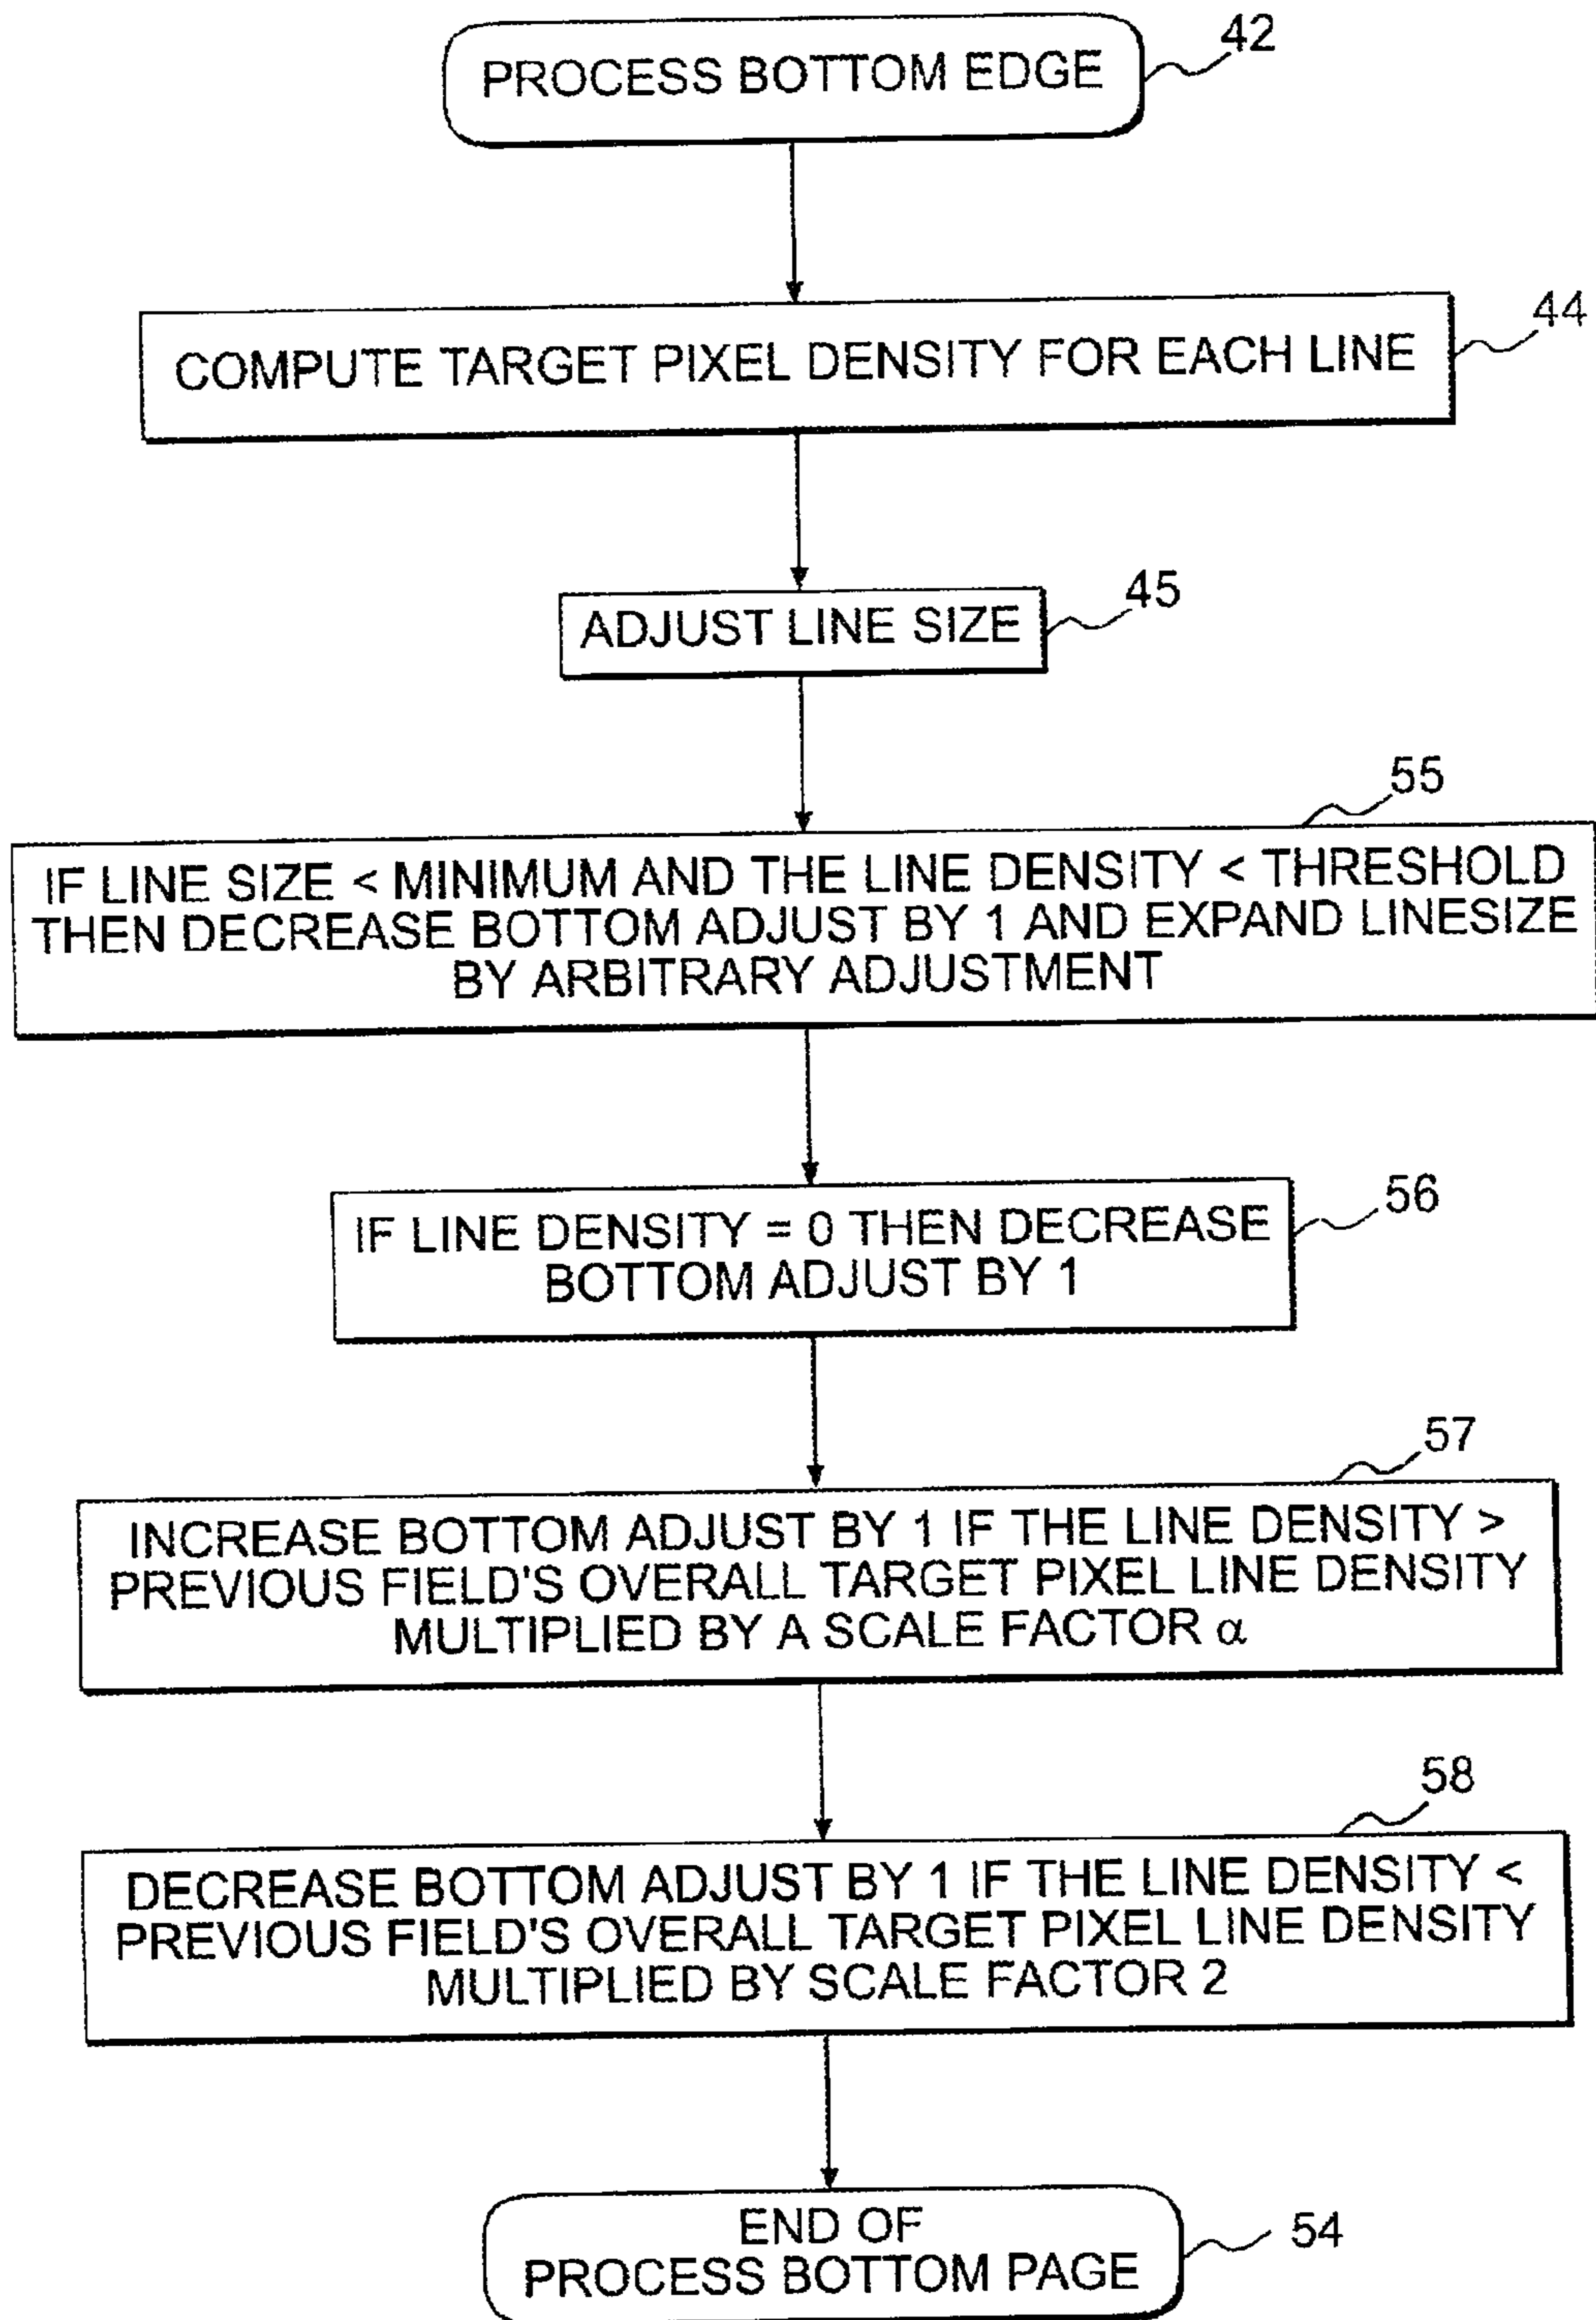 PROCESS BOTTOM EDGE
42
COMPUTE TARGET PIXEL DENSITY FOR EACH LINE
44
ADJUST LINE SIZE
45
55
IF LINE SIZE < MINIMUM AND THE LINE DENSITY < THRESHOLD
THEN DECREASE BOTTOM ADJUST BY 1 AND EXPAND LINESIZE
BY ARBITRARY ADJUSTMENT
56
IF LINE DENSITY = 0 THEN DECREASE
BOTTOM ADJUST BY 1
57
INCREASE BOTTOM ADJUST BY 1 IF THE LINE DENSITY >
PREVIOUS FIELD'S OVERALL TARGET PIXEL LINE DENSITY
MULTIPLIED BY A SCALE FACTOR α
58
DECREASE BOTTOM ADJUST BY 1 IF THE LINE DENSITY <
PREVIOUS FIELD'S OVERALL TARGET PIXEL LINE DENSITY
MULTIPLIED BY SCALE FACTOR 2
END OF
PROCESS BOTTOM PAGE
54